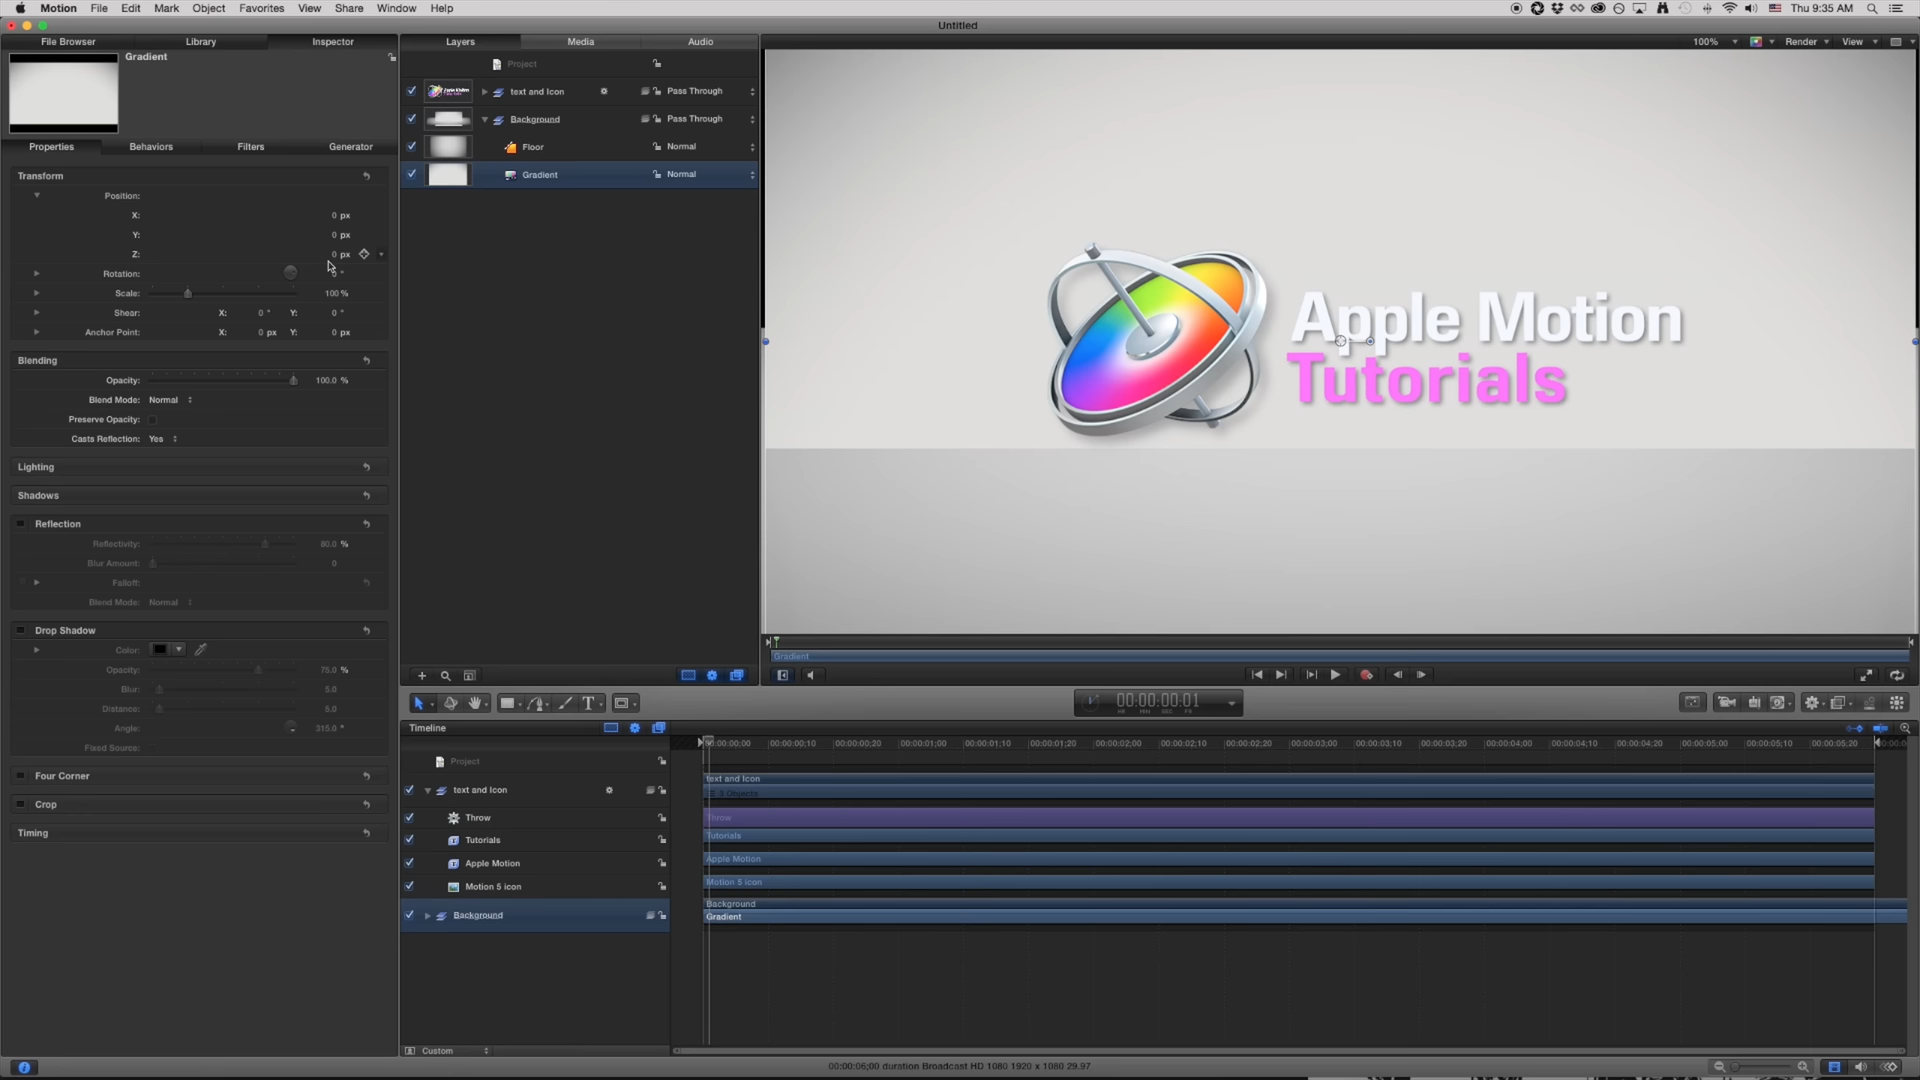 Motion File Edit Mark Object Favorites View Share Window Help Thu 9:35 AM
Untitled
File Browser Library Inspector
Layers Media Audio
100% Render View
Gradient
Project
text and Icon Pass Through
Background Pass Through
Floor Normal
Gradient Normal
Properties Behaviors Filters Generator
Transform
Position:
X: 0 px
Y: 0 px
Z: 0 px
Rotation: 0 °
Scale: 100 %
Shear: X: 0 ° Y: 0 °
Anchor Point: X: 0 px Y: 0 px
Blending
Opacity: 100.0 %
Blend Mode: Normal
Preserve Opacity:
Casts Reflection: Yes
Lighting
Shadows
Reflection
Reflectivity: 80.0 %
Blur Amount: 0
Falloff:
Blend Mode: Normal
Drop Shadow
Color:
Opacity: 75.0 %
Blur: 5.0
Distance: 5.0
Angle: 315.0 °
Fixed Source:
Four Corner
Crop
Timing
Apple Motion
Tutorials
Gradient
00:00:00;01
HR MIN SEC FR
Timeline
00:00:00;00 00:00:00;10 00:00:00;20 00:00:01;00 00:00:01;10 00:00:01;20 00:00:02;00 00:00:02;10 00:00:02;20 00:00:03;00 00:00:03;10 00:00:03;20 00:00:04;00 00:00:04;10 00:00:04;20 00:00:05;00 00:00:05;10 00:00:05;20
Project
text and Icon
text and Icon
3 Objects
Throw
Throw
Tutorials
Tutorials
Apple Motion
Apple Motion
Motion 5 icon
Motion 5 icon
Background
Background
Gradient
Custom
00:00:06;00 duration Broadcast HD 1080 1920 x 1080 29.97